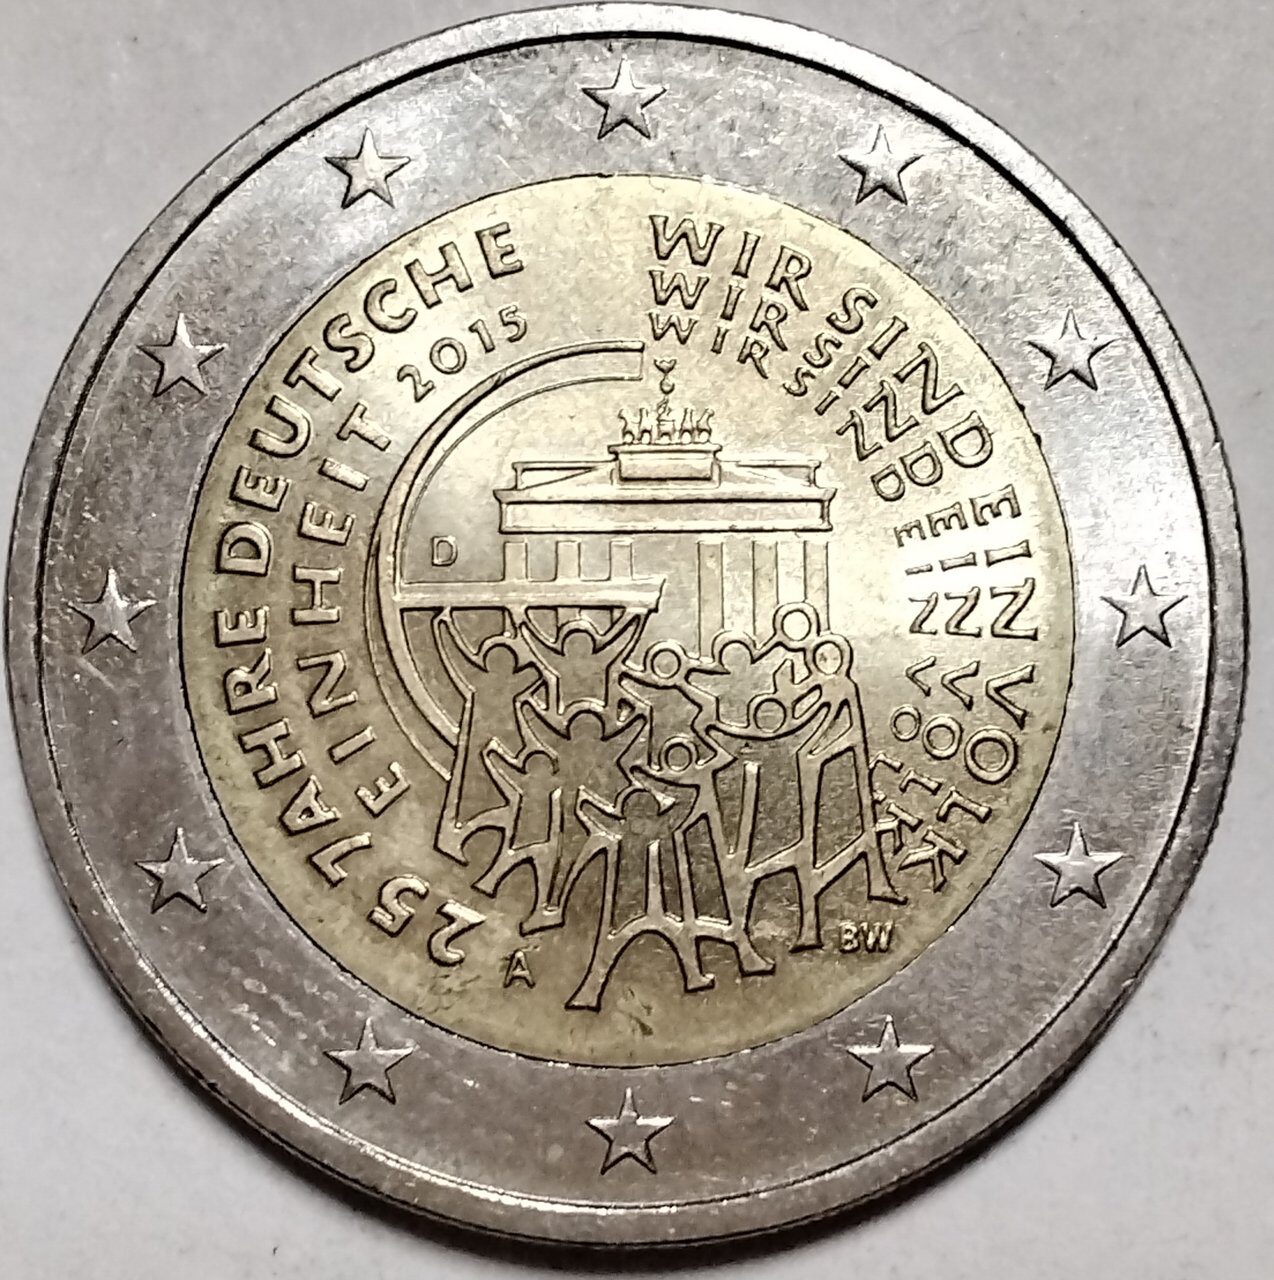 25 JAHRE DEUTSCHE
EINHEIT 2015
WIR SIND EIN VOLK
WIR SIND EIN VOLK
WIR SIND EIN VOLK
D
A
BW